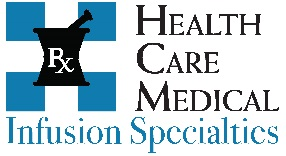 Rx
HEALTH
CARE
MEDICAL
Infusion Specialties